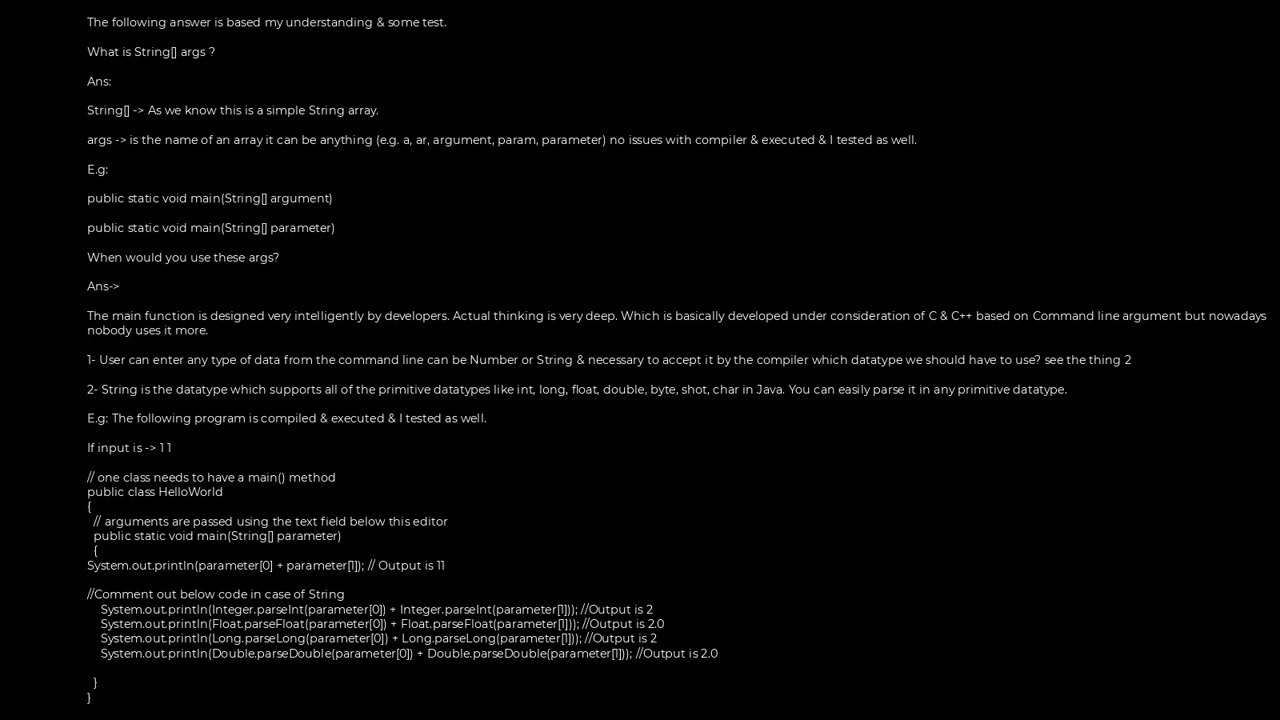 The following answer is based my understanding & some test.
What is String[] args ?
Ans:
String[] -> As we know this is a simple String array.
args -> is the name of an array it can be anything (e.g. a, ar, argument, param, parameter) no issues with compiler & executed & I tested as well.
E.g:
public static void main(String[] argument)
public static void main(String[] parameter)
When would you use these args?
Ans->
The main function is designed very intelligently by developers. Actual thinking is very deep. Which is basically developed under consideration of C & C++ based on Command line argument but nowadays
nobody uses it more.
1- User can enter any type of data from the command line can be Number or String & necessary to accept it by the compiler which datatype we should have to use? see the thing 2
2- String is the datatype which supports all of the primitive datatypes like int, long, float, double, byte, shot, char in Java. You can easily parse it in any primitive datatype.
E.g: The following program is compiled & executed & I tested as well.
If input is -> 1 1
// one class needs to have a main() method
public class HelloWorld
{
// arguments are passed using the text field below this editor
public static void main(String[] parameter)
{
System.out.println(parameter[0] + parameter[1]); // Output is 11
//Comment out below code in case of String
System.out.println(Integer.parseInt(parameter[0]) + Integer.parseInt(parameter[1])); //Output is 2
System.out.println(Float.parseFloat(parameter[0]) + Float.parseFloat(parameter[1])); //Output is 2.0
System.out.println(Long.parseLong(parameter[0]) + Long.parseLong(parameter[1])); //Output is 2
System.out.println(Double.parseDouble(parameter[0]) + Double.parseDouble(parameter[1])); //Output is 2.0
}
}